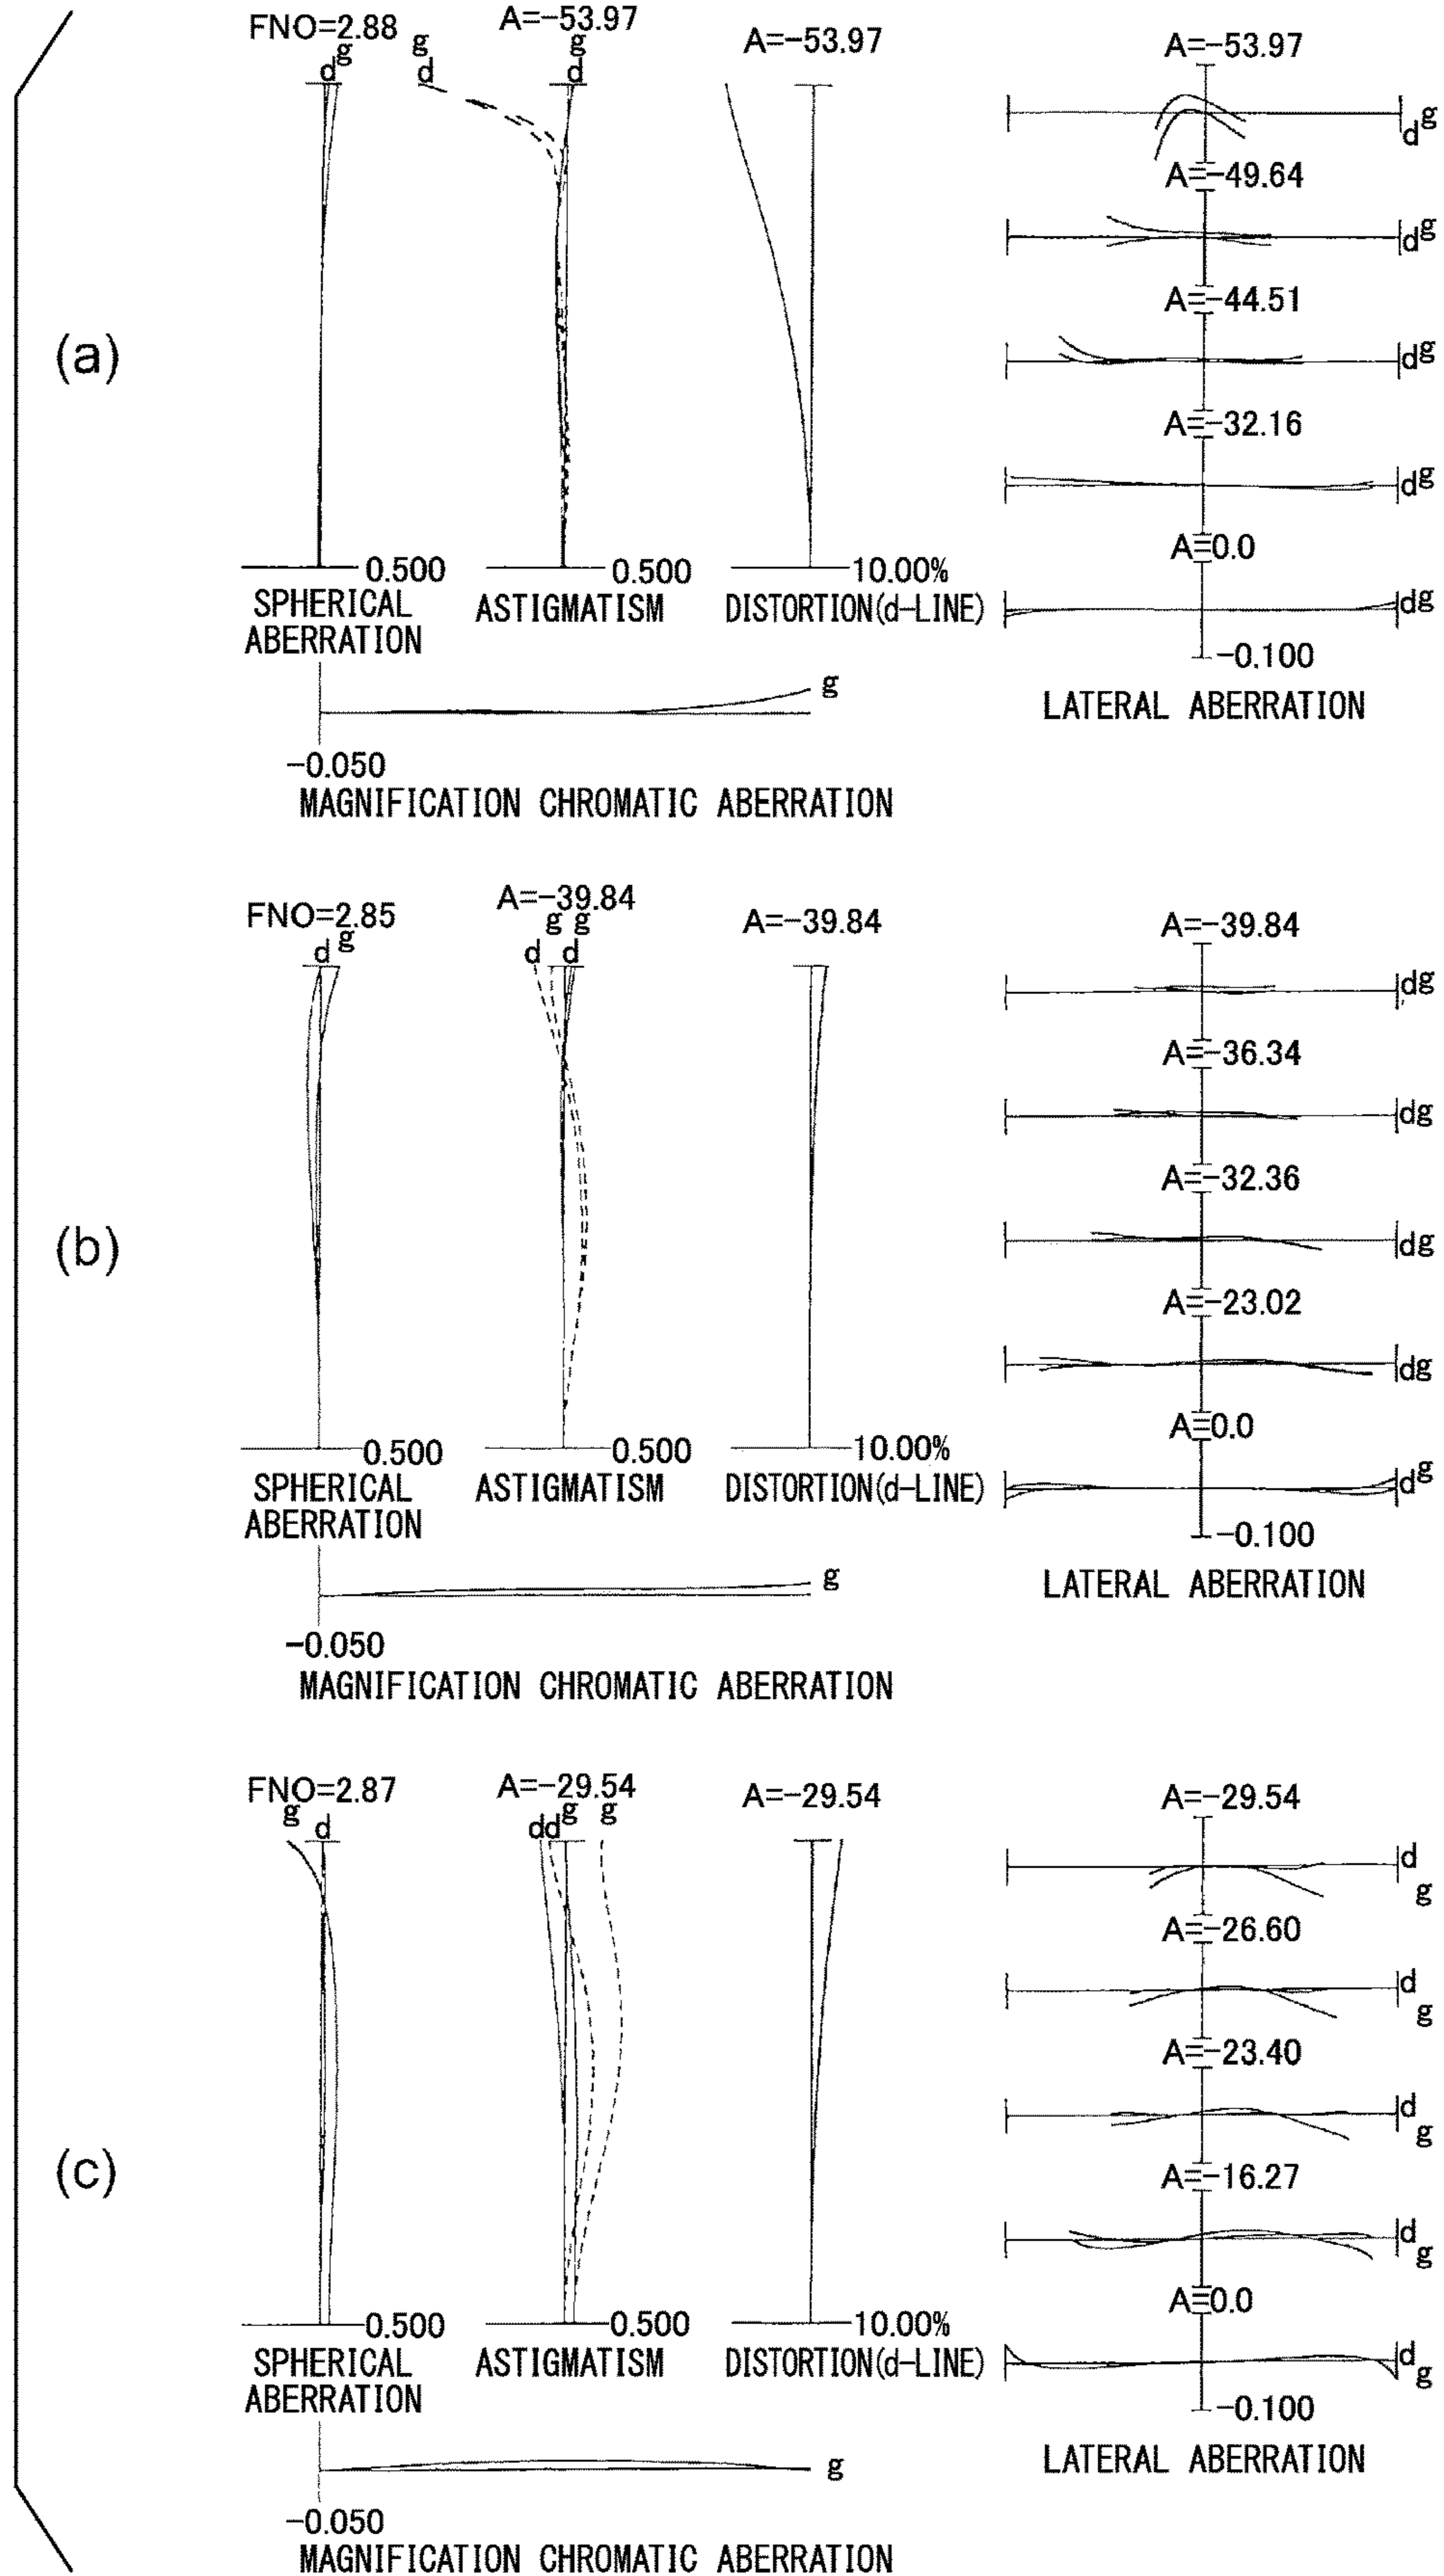 (a)
FNO=2.88
d g
A=-53.97
g
d
g
d
0.500
SPHERICAL
ABERRATION
0.500
ASTIGMATISM
A=-53.97
10.00%
DISTORTION(d-LINE)
g
-0.050
MAGNIFICATION CHROMATIC ABERRATION
A=-53.97
d g
A=-49.64
d g
A=-44.51
d g
A=-32.16
d g
A=0.0
d g
-0.100
LATERAL ABERRATION
(b)
FNO=2.85
d g
A=-39.84
g g
d d
0.500
SPHERICAL
ABERRATION
0.500
ASTIGMATISM
A=-39.84
10.00%
DISTORTION(d-LINE)
g
-0.050
MAGNIFICATION CHROMATIC ABERRATION
A=-39.84
d g
A=-36.34
d g
A=-32.36
d g
A=-23.02
d g
A=0.0
d g
-0.100
LATERAL ABERRATION
(c)
FNO=2.87
g d
A=-29.54
d d g g
0.500
SPHERICAL
ABERRATION
0.500
ASTIGMATISM
A=-29.54
10.00%
DISTORTION(d-LINE)
g
-0.050
MAGNIFICATION CHROMATIC ABERRATION
A=-29.54
d
g
A=-26.60
d
g
A=-23.40
d
g
A=-16.27
d
g
A=0.0
d
g
-0.100
LATERAL ABERRATION